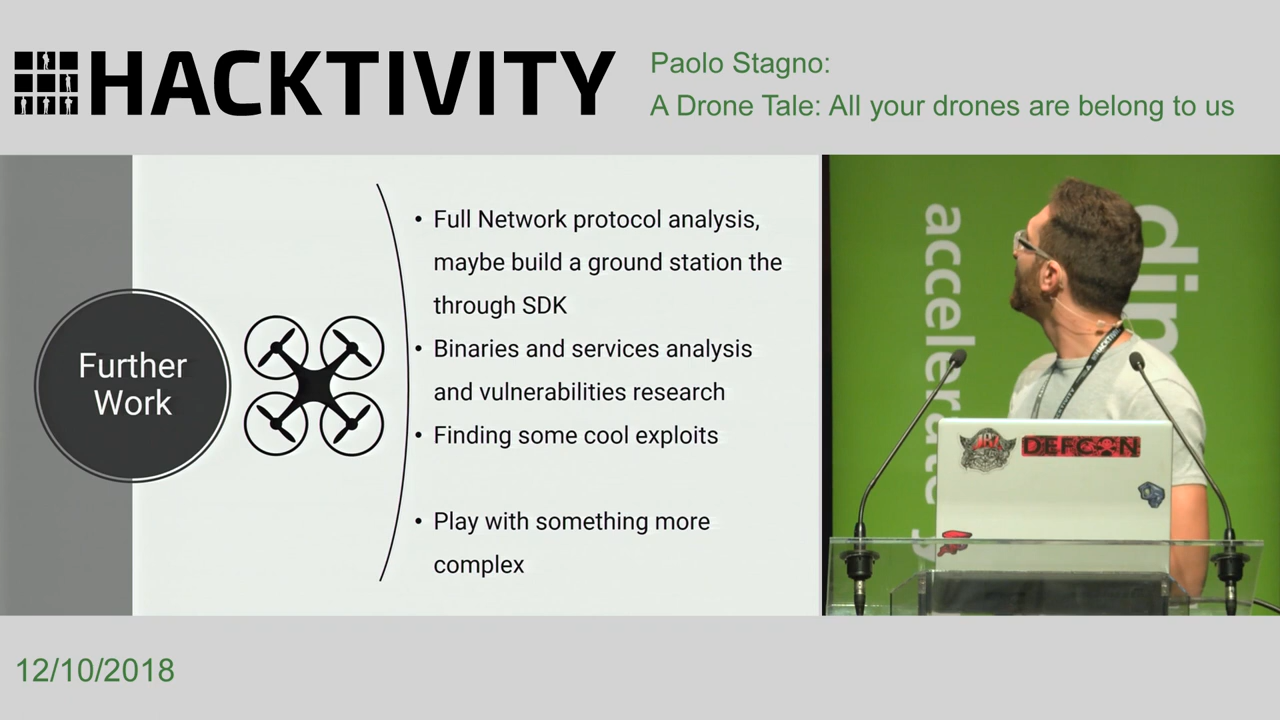 HACKTIVITY
Paolo Stagno:
A Drone Tale: All your drones are belong to us
Further
Work
• Full Network protocol analysis,
maybe build a ground station the
through SDK
• Binaries and services analysis
and vulnerabilities research
• Finding some cool exploits
• Play with something more
complex
DEFCON
12/10/2018